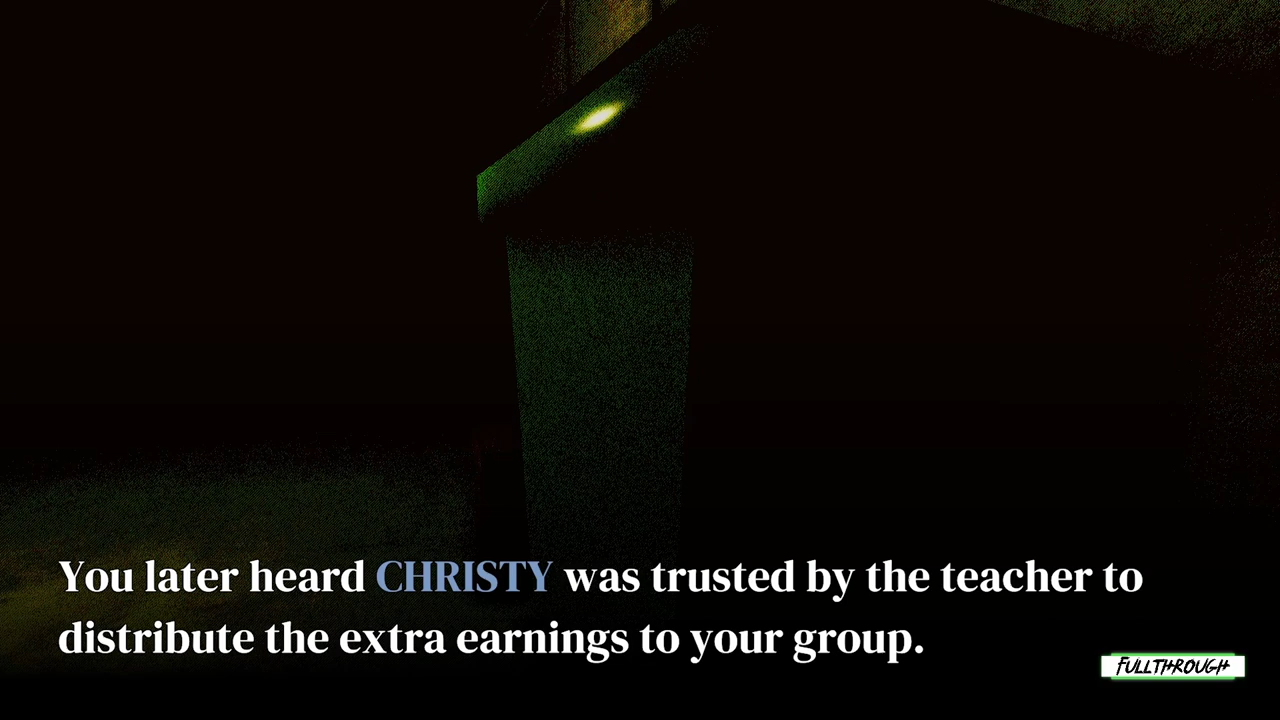 You later heard CHRISTY was trusted by the teacher to
distribute the extra earnings to your group.
FULLTHROUGH